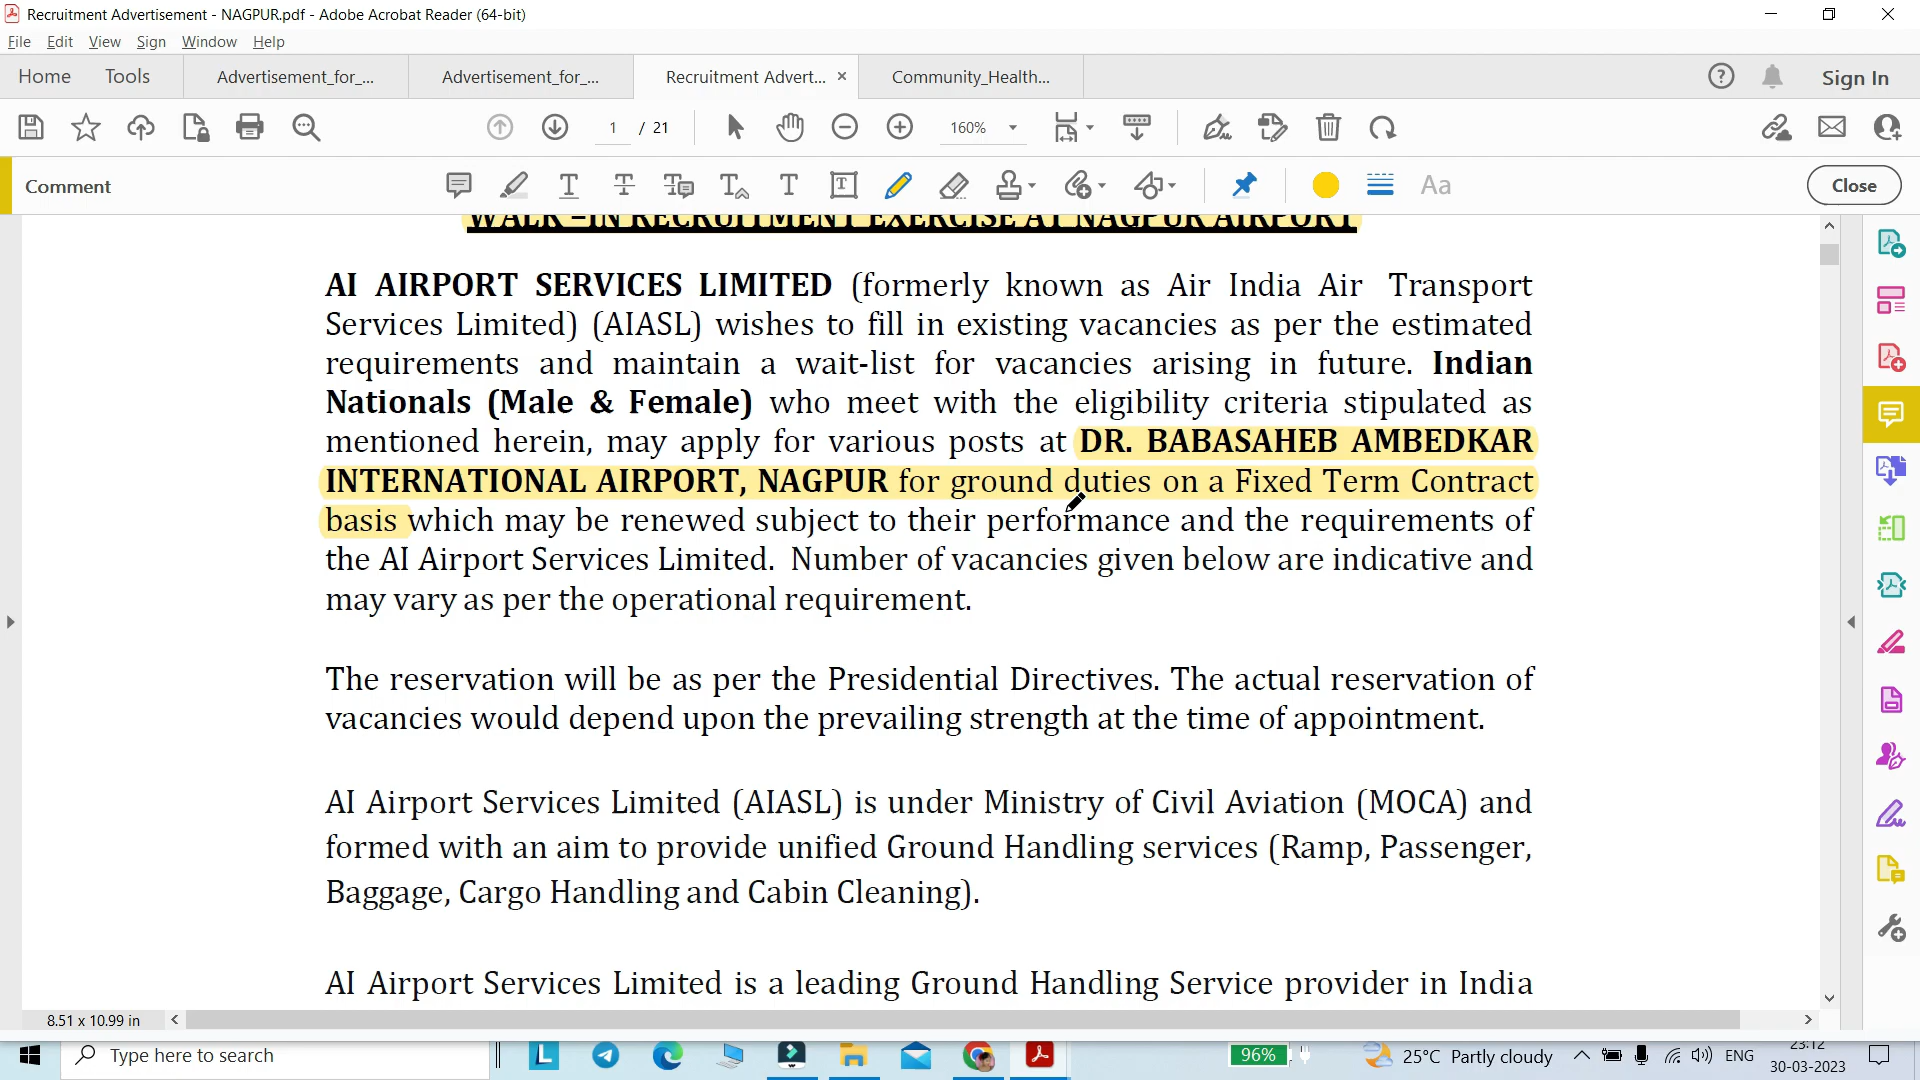 Recruitment Advertisement - NAGPUR.pdf - Adobe Acrobat Reader (64-bit)
File Edit View Sign Window Help
Home Tools Advertisement_for_... Advertisement_for_... Recruitment Advert... Community_Health... Sign In
1 / 21 160%
Comment Aa Close
WALK –IN RECRUITMENT EXERCISE AT NAGPUR AIRPORT
AI AIRPORT SERVICES LIMITED (formerly known as Air India Air Transport
Services Limited) (AIASL) wishes to fill in existing vacancies as per the estimated
requirements and maintain a wait-list for vacancies arising in future. Indian
Nationals (Male & Female) who meet with the eligibility criteria stipulated as
mentioned herein, may apply for various posts at DR. BABASAHEB AMBEDKAR
INTERNATIONAL AIRPORT, NAGPUR for ground duties on a Fixed Term Contract
basis which may be renewed subject to their performance and the requirements of
the AI Airport Services Limited. Number of vacancies given below are indicative and
may vary as per the operational requirement.
The reservation will be as per the Presidential Directives. The actual reservation of
vacancies would depend upon the prevailing strength at the time of appointment.
AI Airport Services Limited (AIASL) is under Ministry of Civil Aviation (MOCA) and
formed with an aim to provide unified Ground Handling services (Ramp, Passenger,
Baggage, Cargo Handling and Cabin Cleaning).
AI Airport Services Limited is a leading Ground Handling Service provider in India
8.51 x 10.99 in
Type here to search 96% 25°C Partly cloudy ENG 23:12
30-03-2023